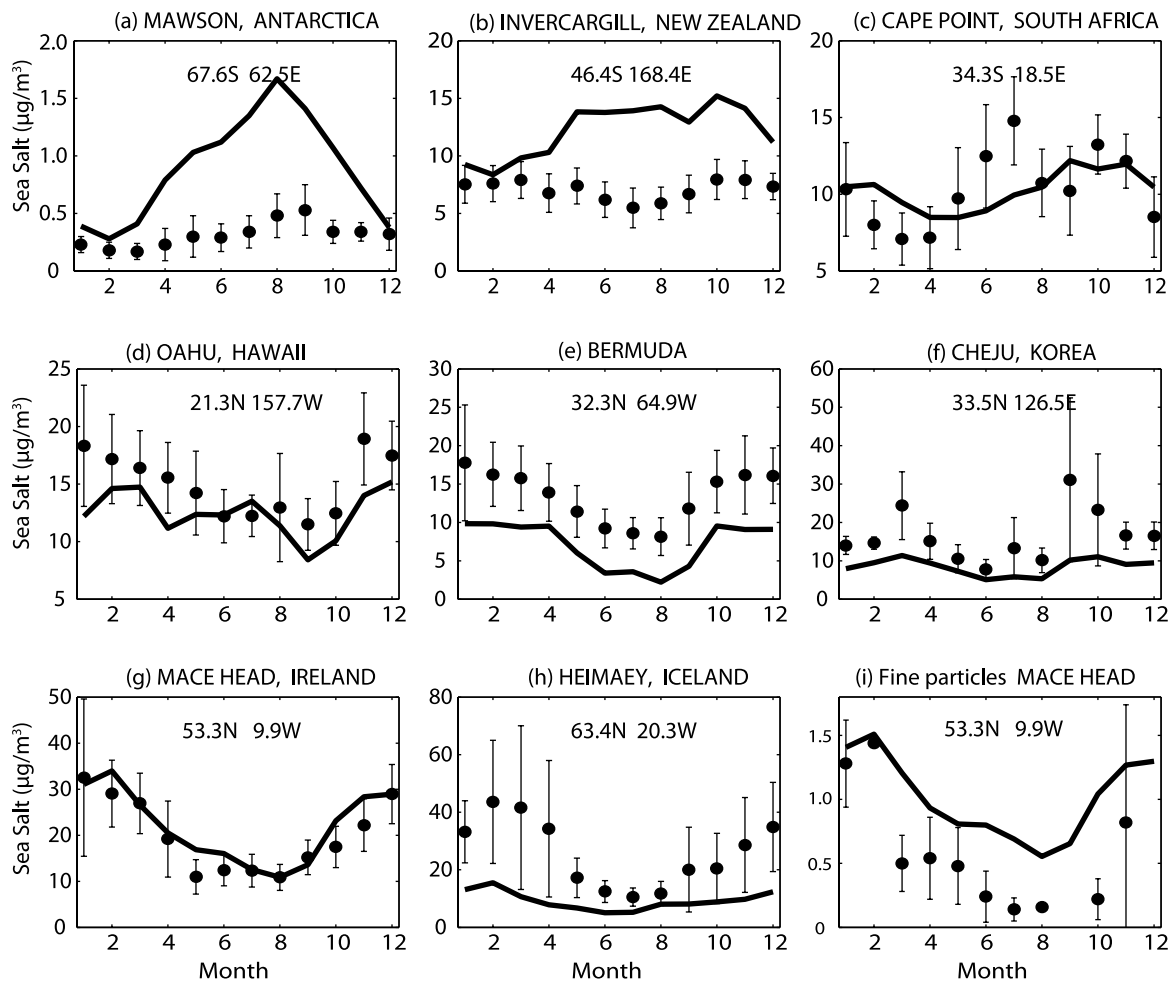 (a) MAWSON, ANTARCTICA
(b) INVERCARGILL, NEW ZEALAND
(c) CAPE POINT, SOUTH AFRICA
Sea Salt (μg/m³)
2.0
1.5
1.0
0.5
0
67.6S 62.5E
2 4 6 8 10 12
20
15
10
5
0
46.4S 168.4E
2 4 6 8 10 12
20
15
10
5
34.3S 18.5E
2 4 6 8 10 12
(d) OAHU, HAWAII
(e) BERMUDA
(f) CHEJU, KOREA
Sea Salt (μg/m³)
25
20
15
10
5
21.3N 157.7W
2 4 6 8 10 12
30
25
20
15
10
5
0
32.3N 64.9W
2 4 6 8 10 12
60
50
40
30
20
10
0
33.5N 126.5E
2 4 6 8 10 12
(g) MACE HEAD, IRELAND
(h) HEIMAEY, ICELAND
(i) Fine particles MACE HEAD
Sea Salt (μg/m³)
50
40
30
20
10
0
53.3N 9.9W
2 4 6 8 10 12
Month
80
60
40
20
0
63.4N 20.3W
2 4 6 8 10 12
Month
1.5
1.0
0.5
0
53.3N 9.9W
2 4 6 8 10 12
Month